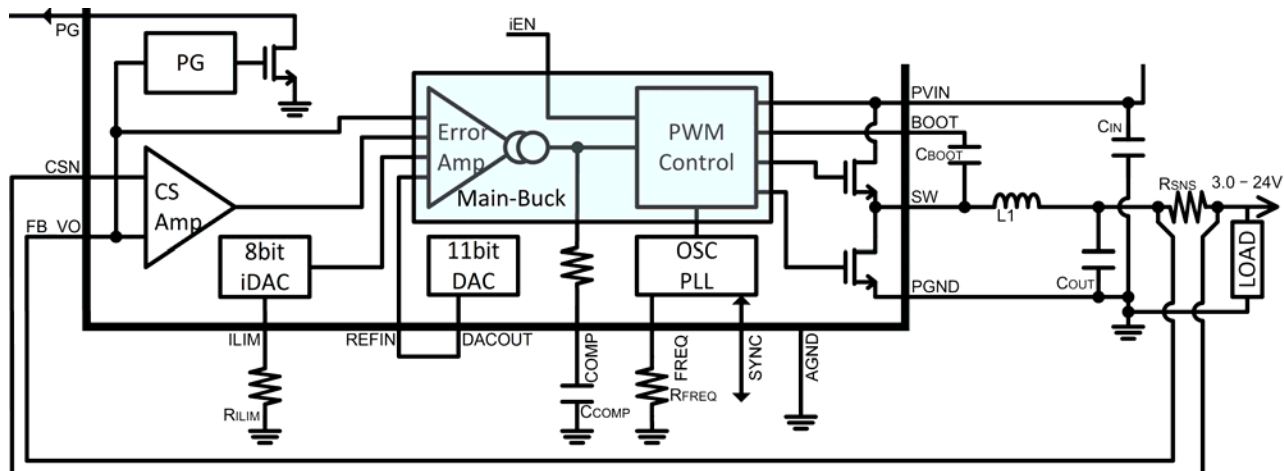 PG
iEN
PG
PVIN
BOOT
Error
Amp
PWM
Control
CIN
CBOOT
CSN
CS
Amp
Main-Buck
RSNS
3.0 – 24V
SW
L1
FB VO
8bit
iDAC
11bit
DAC
OSC
PLL
COUT
LOAD
PGND
ILIM
REFIN
DACOUT
COMP
FREQ
SYNC
AGND
RILIM
CCOMP
RFREQ